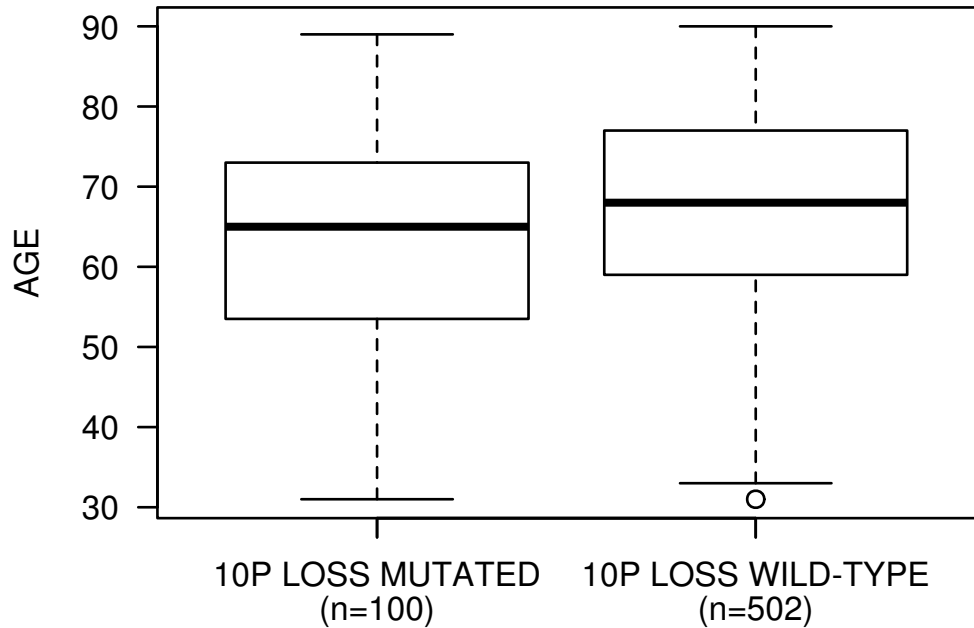 90
80
70
60
50
40
30
AGE
10P LOSS MUTATED
(n=100)
10P LOSS WILD-TYPE
(n=502)